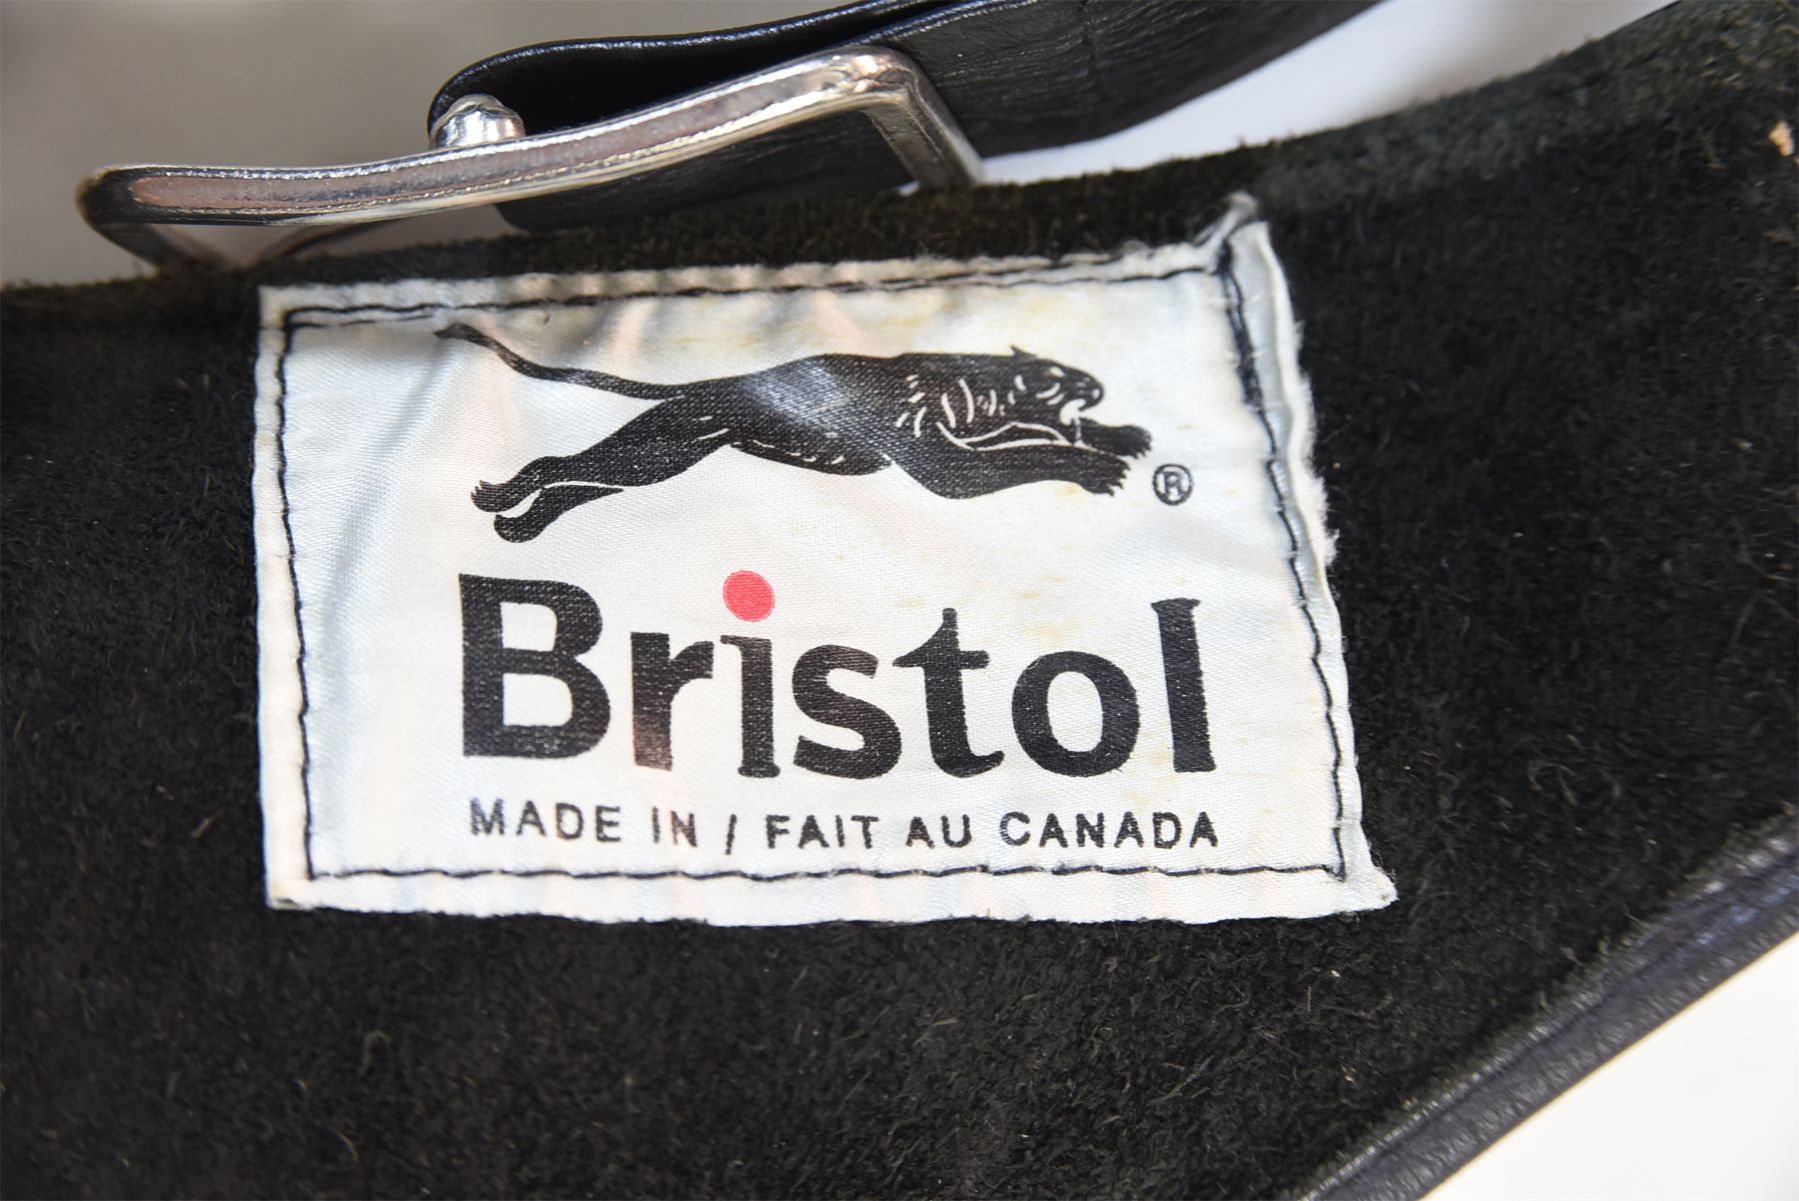 ®
Bristol
MADE IN / FAIT AU CANADA